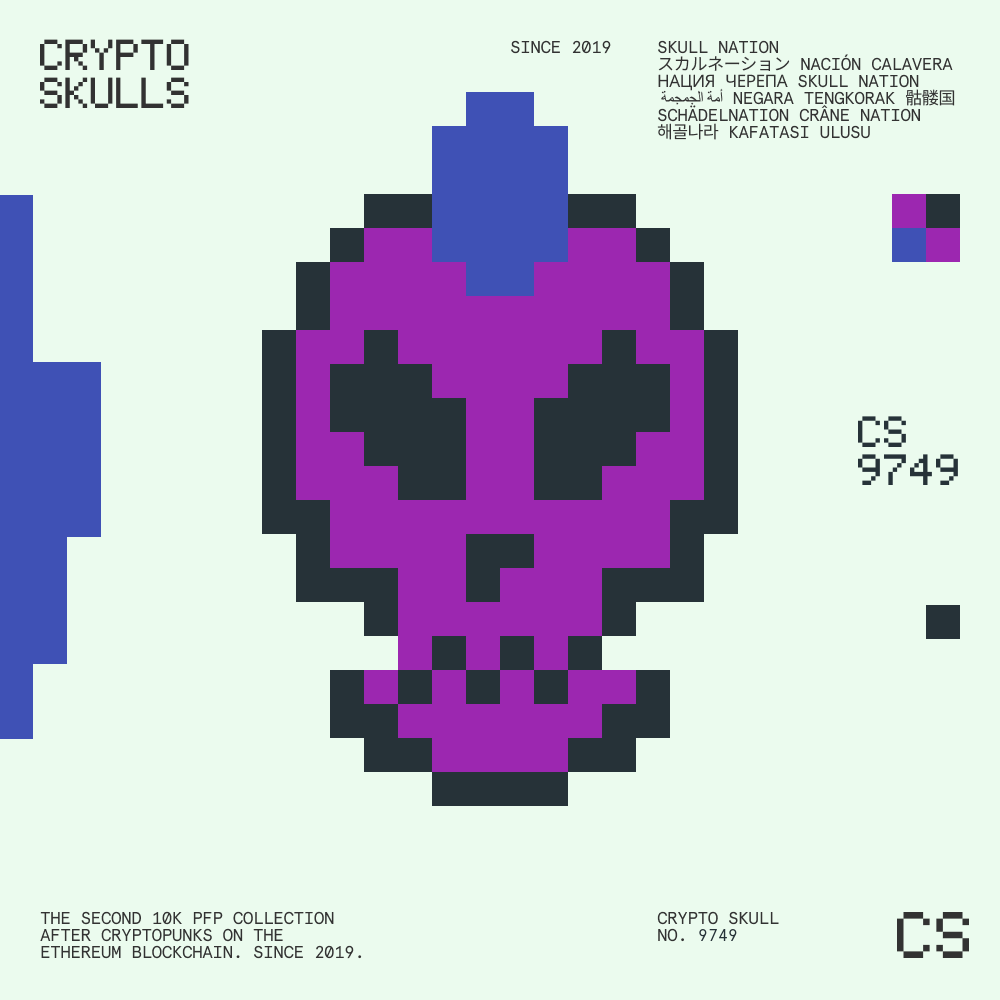 CRYPTO
SKULLS
SINCE 2019
SKULL NATION
スカルネーション NACIÓN CALAVERA
НАЦИЯ ЧЕРЕПА SKULL NATION
أمة الجمجمة NEGARA TENGKORAK 骷髅国
SCHÄDELNATION CRÂNE NATION
해골나라 KAFATASI ULUSU
CS
9749
THE SECOND 10K PFP COLLECTION
AFTER CRYPTOPUNKS ON THE
ETHEREUM BLOCKCHAIN. SINCE 2019.
CRYPTO SKULL
NO. 9749
CS